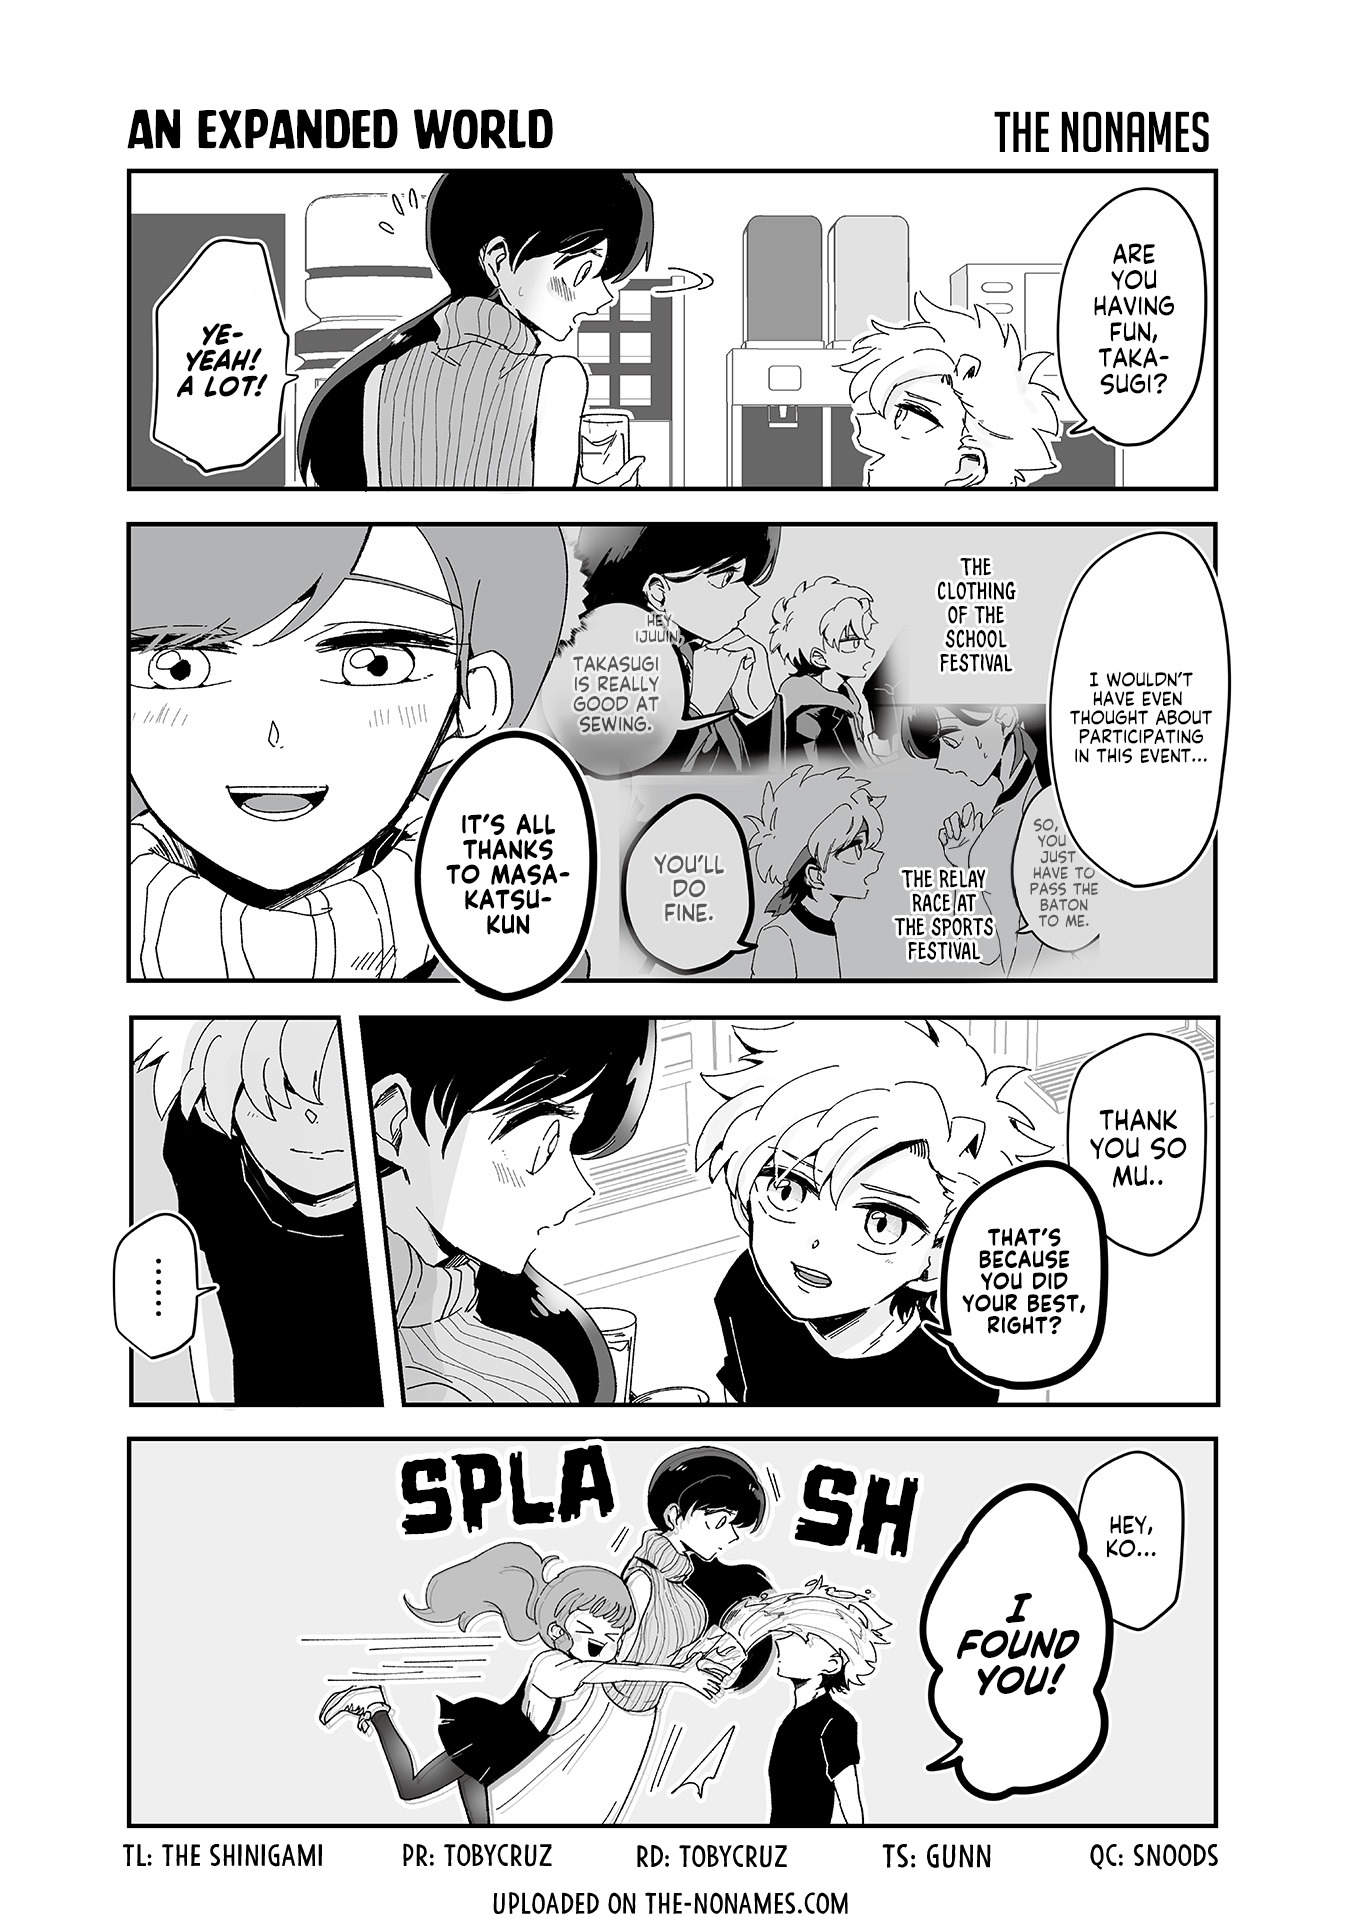 AN EXPANDED WORLD
THE NONAMES
ARE
YOU
HAVING
FUN,
TAKA-
SUGI?
YE-
YEAH!
A LOT!
I WOULDN'T
HAVE EVEN
THOUGHT ABOUT
PARTICIPATING
IN THIS EVENT...
THE
CLOTHING
OF THE
SCHOOL
FESTIVAL
HEY
IJUUIN,
TAKASUGI
IS REALLY
GOOD AT
SEWING.
SO,
YOU
JUST
HAVE TO
PASS THE
BATON
TO ME.
THE RELAY
RACE AT
THE SPORTS
FESTIVAL
YOU'LL
DO
FINE.
IT'S ALL
THANKS
TO MASA-
KATSU-
KUN
THANK
YOU SO
MU..
THAT'S
BECAUSE
YOU DID
YOUR BEST,
RIGHT?
......
HEY,
KO...
I
FOUND
YOU!
SPLA
SH
TL: THE SHINIGAMI
PR: TOBYCRUZ
RD: TOBYCRUZ
TS: GUNN
QC: SNOODS
UPLOADED ON THE-NONAMES.COM